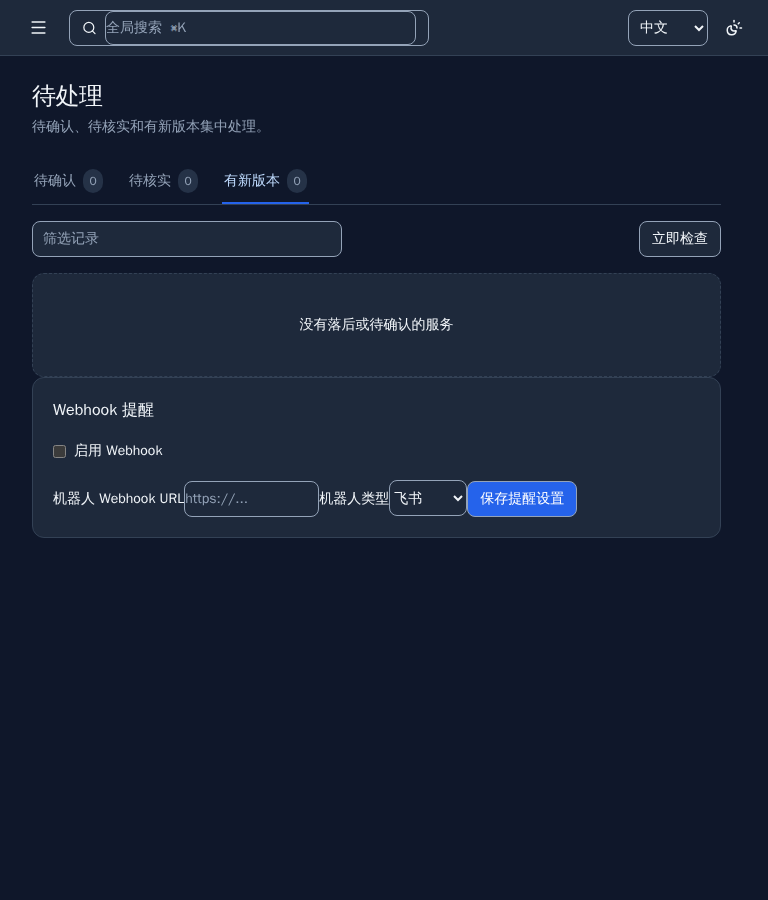 全局搜索 ⌘K
中文
待处理
待确认、待核实和有新版本集中处理。
待确认 0 待核实 0 有新版本 0
筛选记录
立即检查
没有落后或待确认的服务
Webhook 提醒
启用 Webhook
机器人 Webhook URL https://... 机器人类型 飞书 保存提醒设置